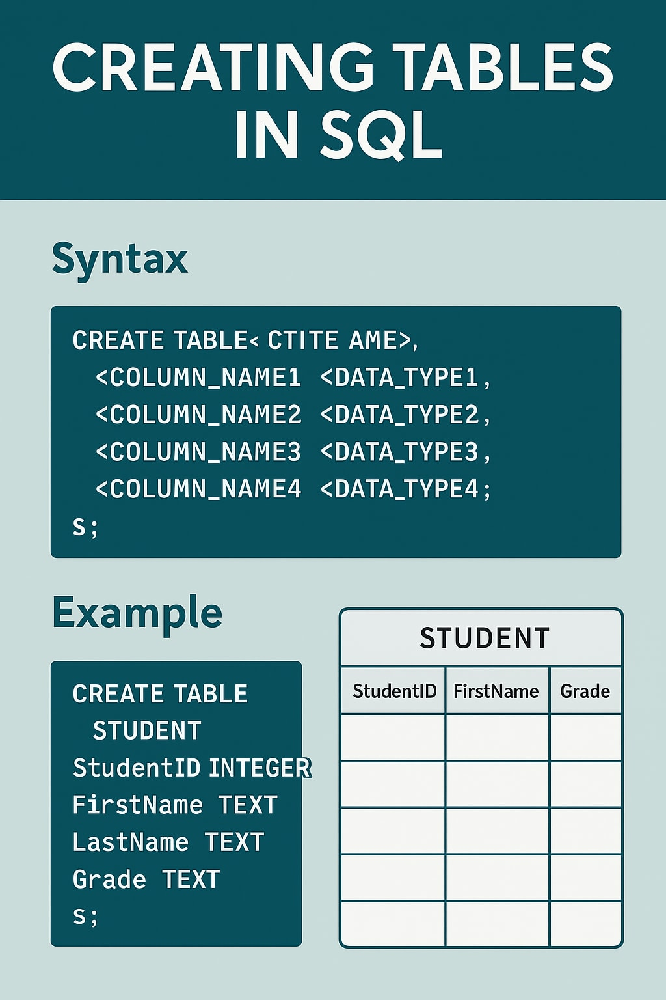 CREATING TABLES
IN SQL
Syntax
CREATE TABLE< CTITE AME>,
<COLUMN_NAME1 <DATA_TYPE1,
<COLUMN_NAME2 <DATA_TYPE2,
<COLUMN_NAME3 <DATA_TYPE3,
<COLUMN_NAME4 <DATA_TYPE4;
s;
Example
CREATE TABLE
STUDENT
StudentID INTEGER
FirstName TEXT
LastName TEXT
Grade TEXT
s;
STUDENT
StudentID FirstName Grade